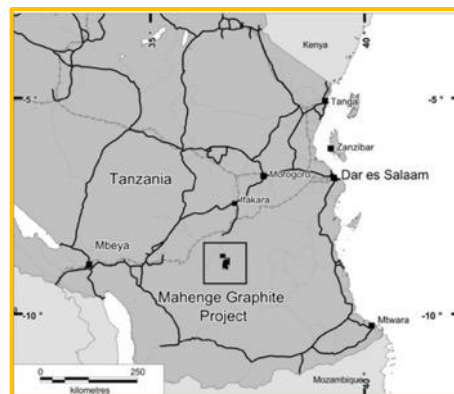 35
40
Kenya
-5
-5
Tanga
Zanzibar
Tanzania
Morogoro
Dar es Salaam
Ifakara
Mbeya
Mahenge Graphite
Project
-10
-10
Mtwara
0
250
kilometres
Mozambique
40